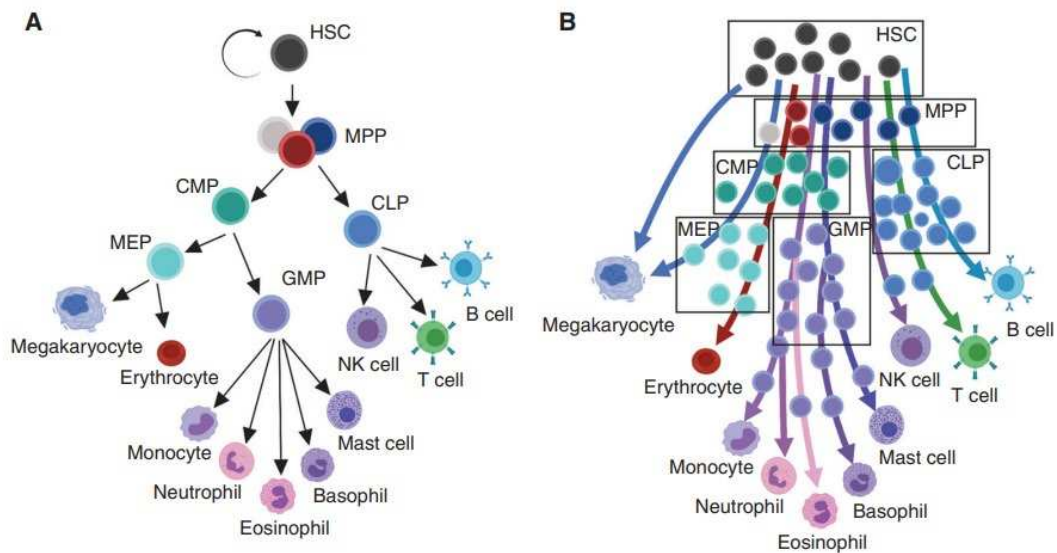 A
HSC
MPP
CMP
CLP
MEP
GMP
B cell
Megakaryocyte
NK cell
T cell
Erythrocyte
Mast cell
Monocyte
Basophil
Neutrophil
Eosinophil
B
HSC
MPP
CMP
CLP
MEP
GMP
Megakaryocyte
B cell
Erythrocyte
NK cell
T cell
Mast cell
Monocyte
Neutrophil
Basophil
Eosinophil